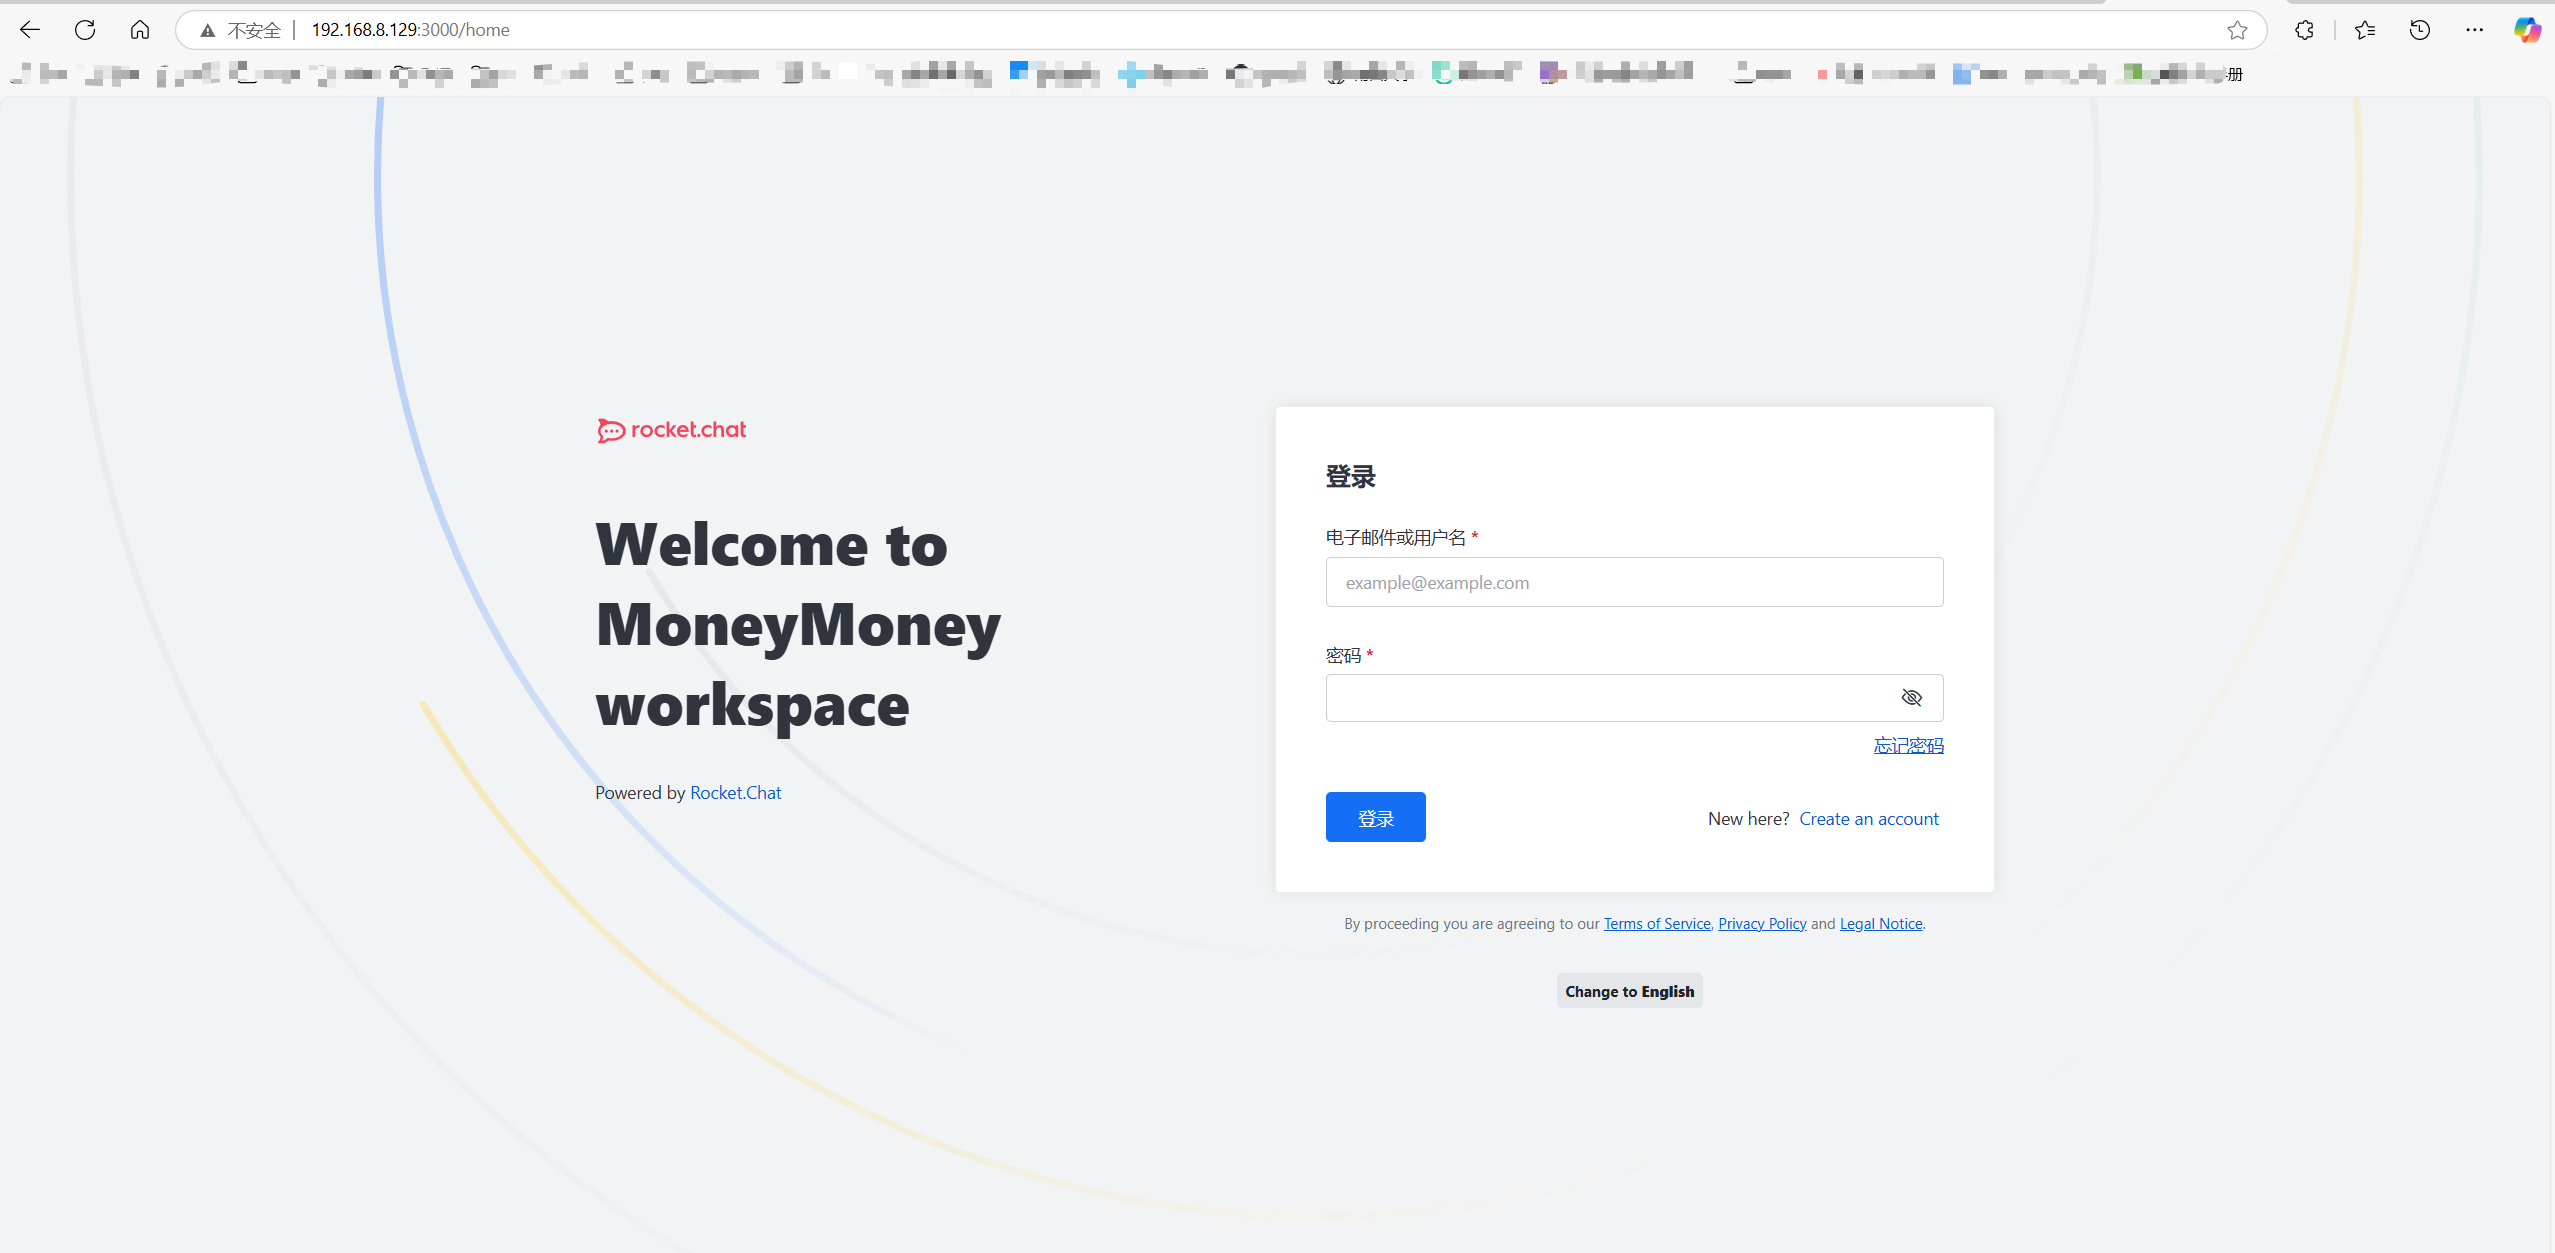 不安全 192.168.8.129:3000/home
册
rocket.chat
Welcome to
MoneyMoney
workspace
Powered by Rocket.Chat
登录
电子邮件或用户名 *
example@example.com
密码 *
忘记密码
登录
New here? Create an account
By proceeding you are agreeing to our Terms of Service, Privacy Policy and Legal Notice.
Change to English